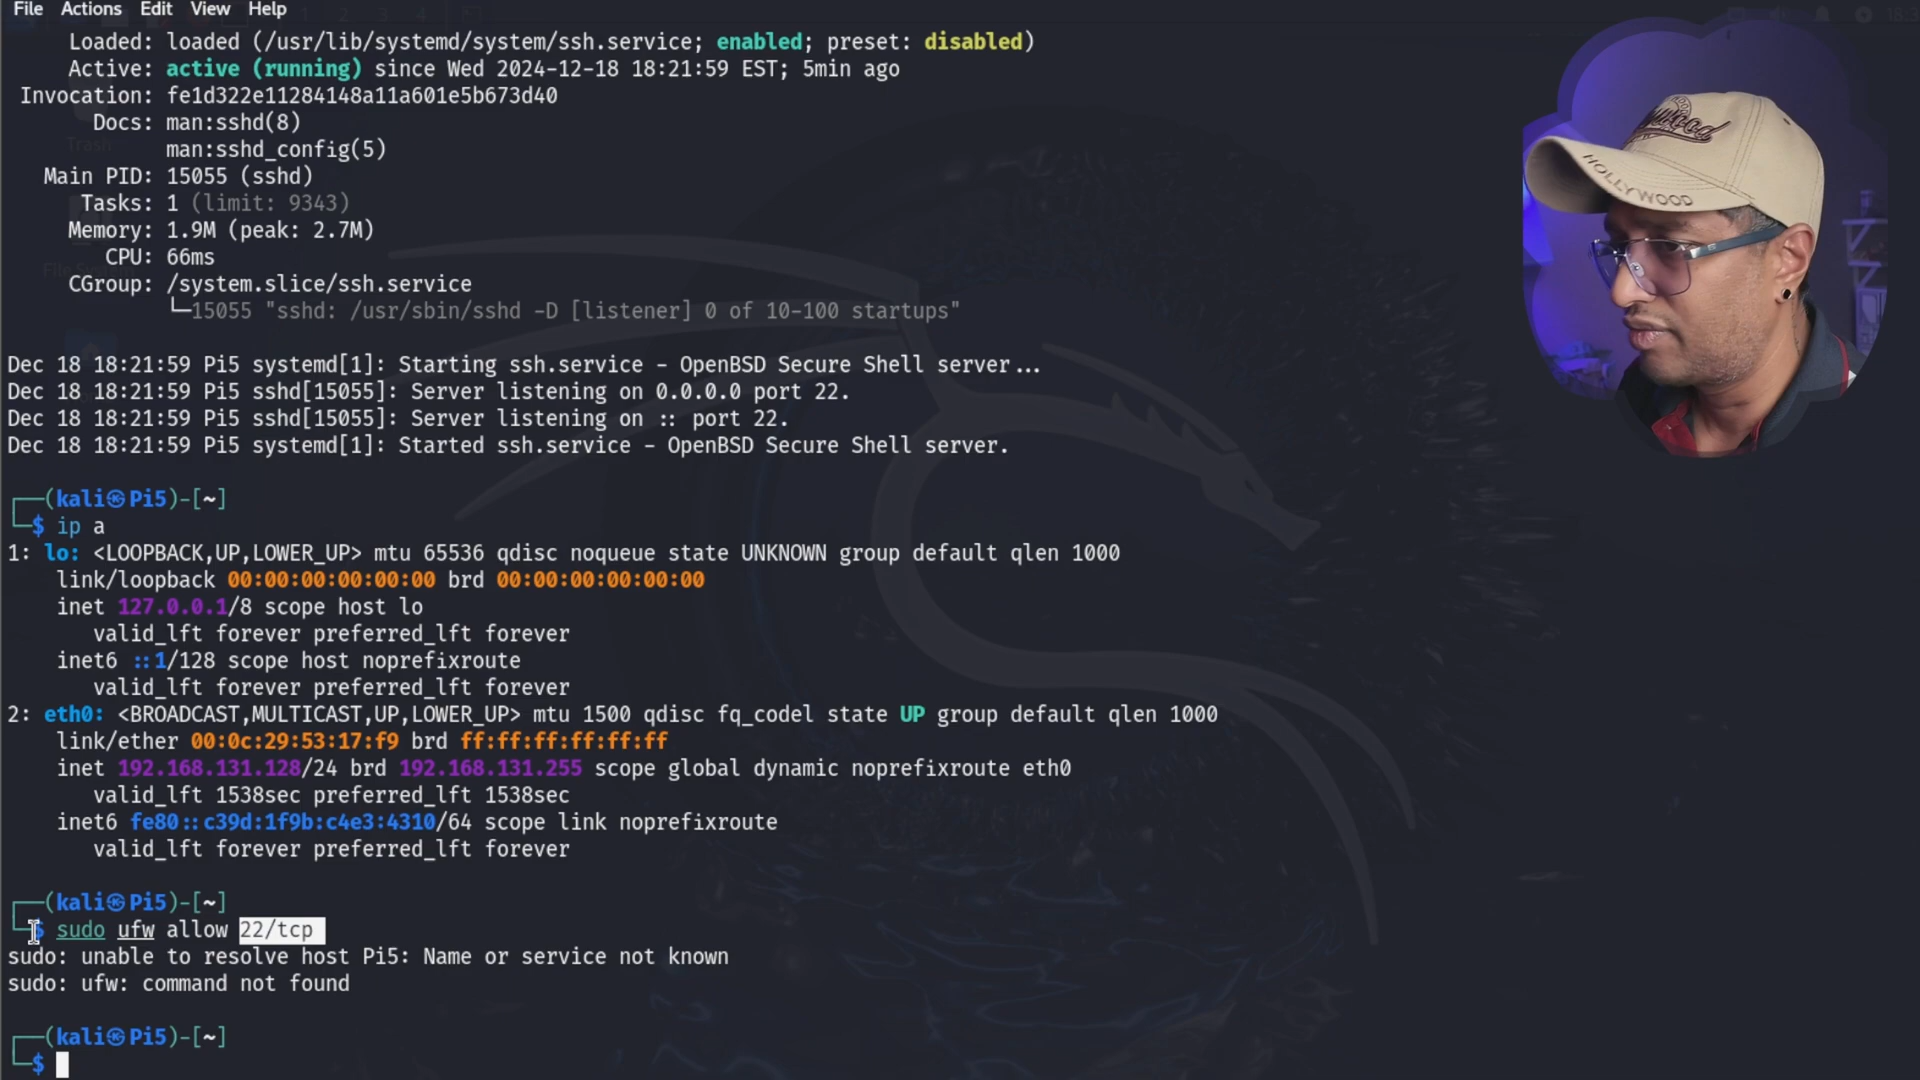 File Actions Edit View Help
Loaded: loaded (/usr/lib/systemd/system/ssh.service; enabled; preset: disabled)
Active: active (running) since Wed 2024-12-18 18:21:59 EST; 5min ago
Invocation: fe1d322e11284148a11a601e5b673d40
Docs: man:sshd(8)
man:sshd_config(5)
Main PID: 15055 (sshd)
Tasks: 1 (limit: 9343)
Memory: 1.9M (peak: 2.7M)
CPU: 66ms
CGroup: /system.slice/ssh.service
└─15055 "sshd: /usr/sbin/sshd -D [listener] 0 of 10-100 startups"
Dec 18 18:21:59 Pi5 systemd[1]: Starting ssh.service - OpenBSD Secure Shell server...
Dec 18 18:21:59 Pi5 sshd[15055]: Server listening on 0.0.0.0 port 22.
Dec 18 18:21:59 Pi5 sshd[15055]: Server listening on :: port 22.
Dec 18 18:21:59 Pi5 systemd[1]: Started ssh.service - OpenBSD Secure Shell server.
┌──(kali㉿Pi5)-[~]
└─$ ip a
1: lo: <LOOPBACK,UP,LOWER_UP> mtu 65536 qdisc noqueue state UNKNOWN group default qlen 1000
link/loopback 00:00:00:00:00:00 brd 00:00:00:00:00:00
inet 127.0.0.1/8 scope host lo
valid_lft forever preferred_lft forever
inet6 ::1/128 scope host noprefixroute
valid_lft forever preferred_lft forever
2: eth0: <BROADCAST,MULTICAST,UP,LOWER_UP> mtu 1500 qdisc fq_codel state UP group default qlen 1000
link/ether 00:0c:29:53:17:f9 brd ff:ff:ff:ff:ff:ff
inet 192.168.131.128/24 brd 192.168.131.255 scope global dynamic noprefixroute eth0
valid_lft 1538sec preferred_lft 1538sec
inet6 fe80::c39d:1f9b:c4e3:4310/64 scope link noprefixroute
valid_lft forever preferred_lft forever
┌──(kali㉿Pi5)-[~]
└─$ sudo ufw allow 22/tcp
sudo: unable to resolve host Pi5: Name or service not known
sudo: ufw: command not found
┌──(kali㉿Pi5)-[~]
└─$
HOLLYWOOD